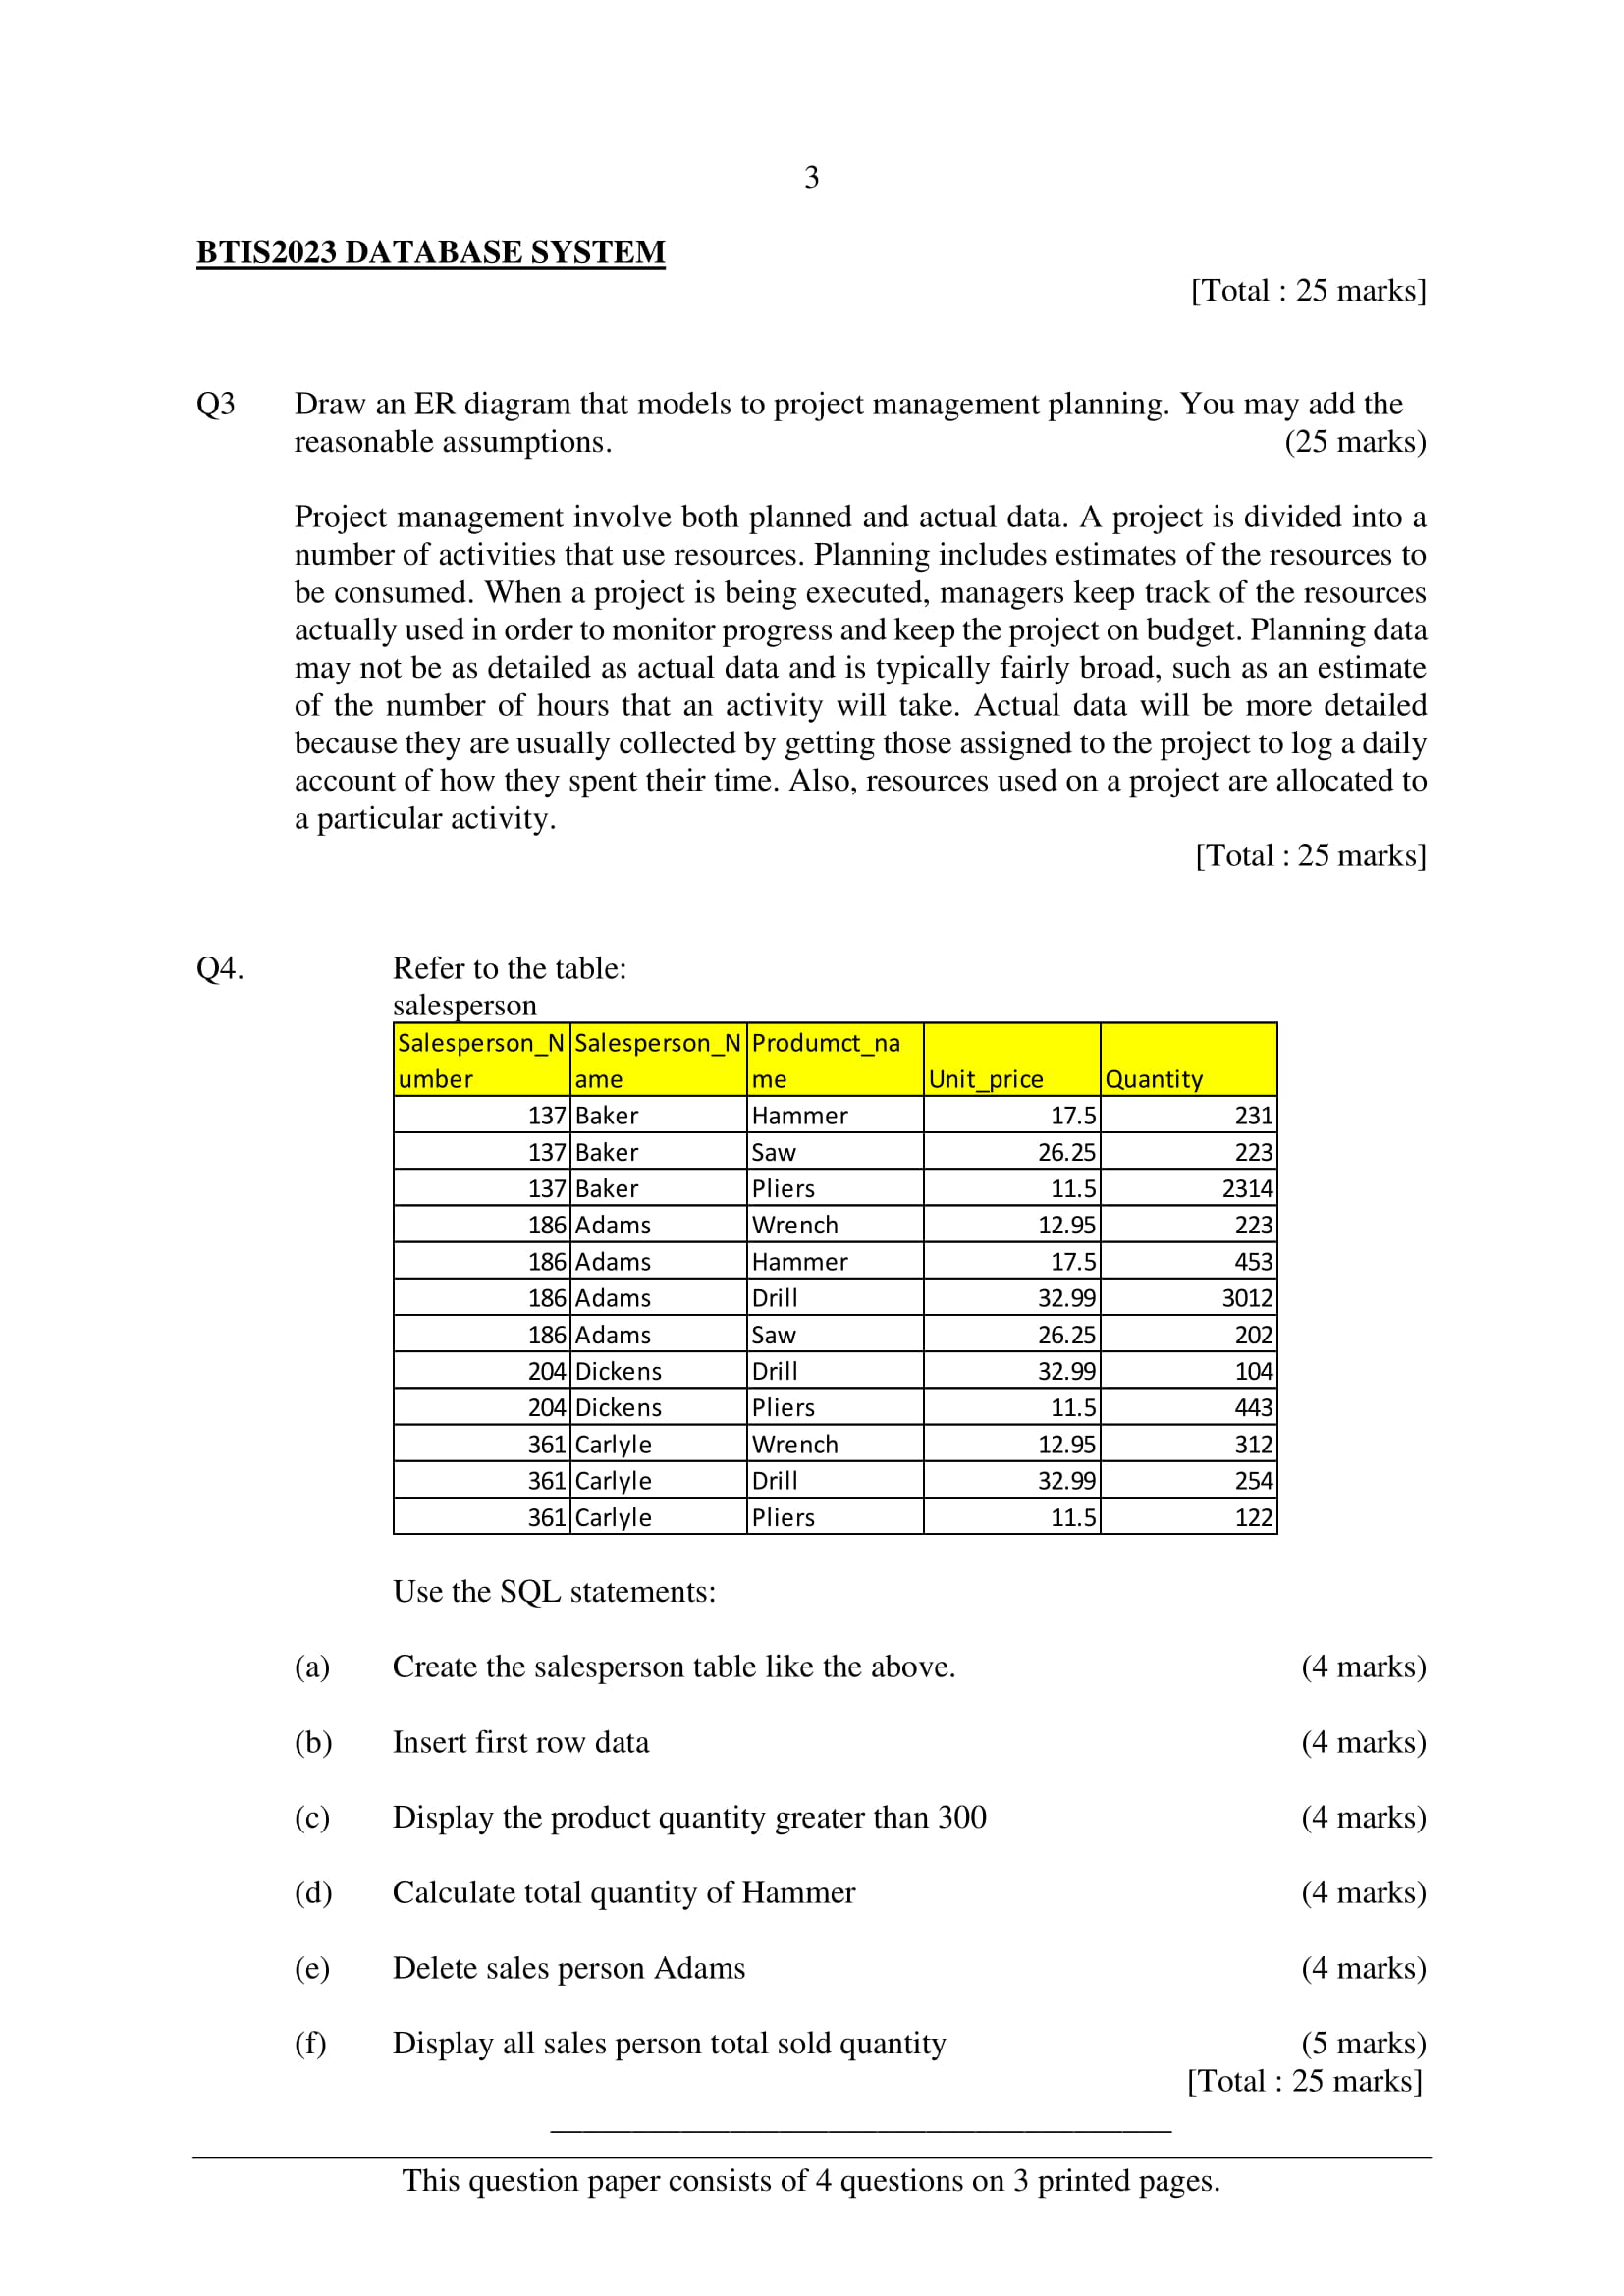 3
BTIS2023 DATABASE SYSTEM
[Total : 25 marks]
Q3 Draw an ER diagram that models to project management planning. You may add the
reasonable assumptions. (25 marks)
Project management involve both planned and actual data. A project is divided into a
number of activities that use resources. Planning includes estimates of the resources to
be consumed. When a project is being executed, managers keep track of the resources
actually used in order to monitor progress and keep the project on budget. Planning data
may not be as detailed as actual data and is typically fairly broad, such as an estimate
of the number of hours that an activity will take. Actual data will be more detailed
because they are usually collected by getting those assigned to the project to log a daily
account of how they spent their time. Also, resources used on a project are allocated to
a particular activity.
[Total : 25 marks]
Q4. Refer to the table:
salesperson
Salesperson_N Salesperson_N Produmct_na
umber ame me Unit_price Quantity
137 Baker Hammer 17.5 231
137 Baker Saw 26.25 223
137 Baker Pliers 11.5 2314
186 Adams Wrench 12.95 223
186 Adams Hammer 17.5 453
186 Adams Drill 32.99 3012
186 Adams Saw 26.25 202
204 Dickens Drill 32.99 104
204 Dickens Pliers 11.5 443
361 Carlyle Wrench 12.95 312
361 Carlyle Drill 32.99 254
361 Carlyle Pliers 11.5 122
Use the SQL statements:
(a) Create the salesperson table like the above. (4 marks)
(b) Insert first row data (4 marks)
(c) Display the product quantity greater than 300 (4 marks)
(d) Calculate total quantity of Hammer (4 marks)
(e) Delete sales person Adams (4 marks)
(f) Display all sales person total sold quantity (5 marks)
[Total : 25 marks]
This question paper consists of 4 questions on 3 printed pages.